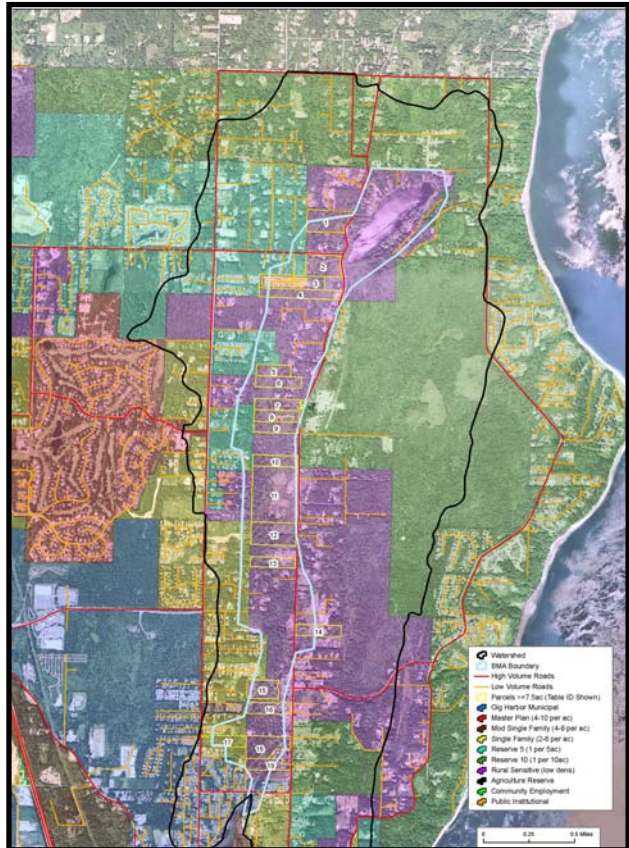 1
2
3
4
5
6
7
8
9
10
11
12
13
14
15
16
17
18
19
Watershed
BMA Boundary
High Volume Roads
Low Volume Roads
Parcels >=7.5ac (Table ID Shown)
Gig Harbor Municipal
Master Plan (4-10 per ac)
Mod Single Family (4-6 per ac)
Single Family (2-6 per ac)
Reserve 5 (1 per 5ac)
Reserve 10 (1 per 10ac)
Rural Sensitive (low dens)
Agriculture Reserve
Community Employment
Public Institutional
0 0.25 0.5 Miles